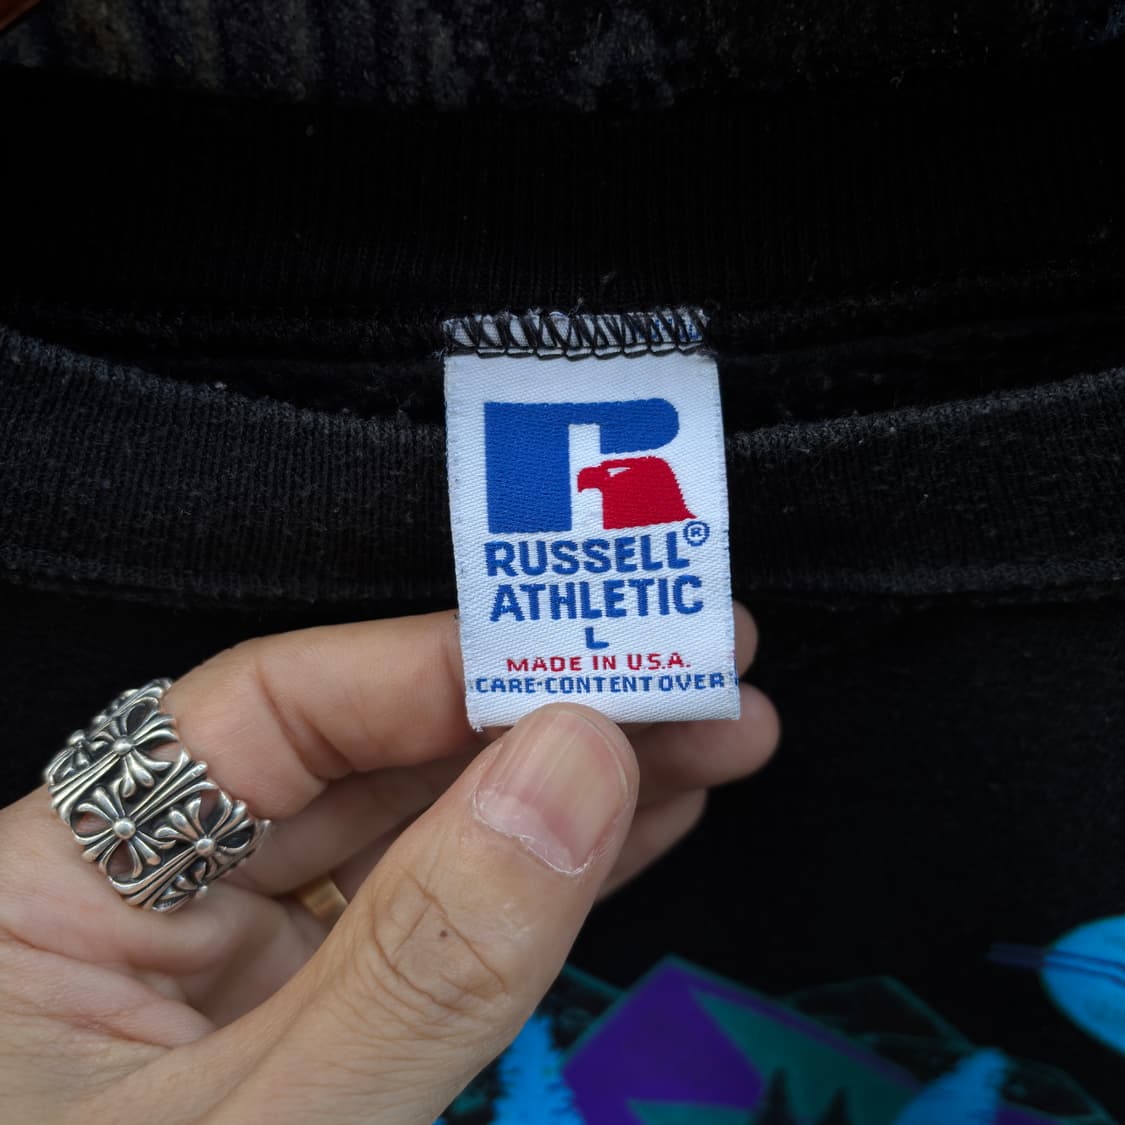 RUSSELL®
ATHLETIC
L
MADE IN U.S.A.
CARE·CONTENT OVER